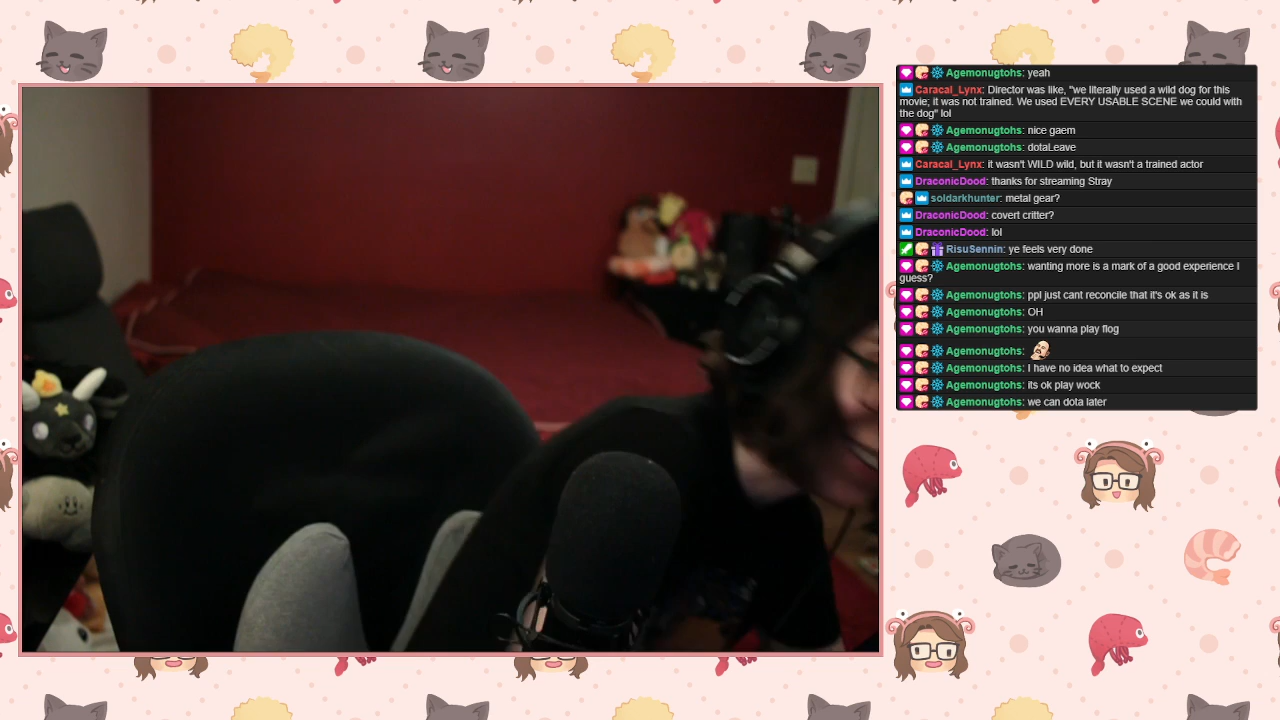 Agemonugtohs: yeah
Caracal_Lynx: Director was like, "we literally used a wild dog for this
movie; it was not trained. We used EVERY USABLE SCENE we could with
the dog" lol
Agemonugtohs: nice gaem
Agemonugtohs: dotaLeave
Caracal_Lynx: it wasn't WILD wild, but it wasn't a trained actor
DraconicDood: thanks for streaming Stray
soldarkhunter: metal gear?
DraconicDood: covert critter?
DraconicDood: lol
RisuSennin: ye feels very done
Agemonugtohs: wanting more is a mark of a good experience I
guess?
Agemonugtohs: ppl just cant reconcile that it's ok as it is
Agemonugtohs: OH
Agemonugtohs: you wanna play flog
Agemonugtohs:
Agemonugtohs: I have no idea what to expect
Agemonugtohs: its ok play wock
Agemonugtohs: we can dota later